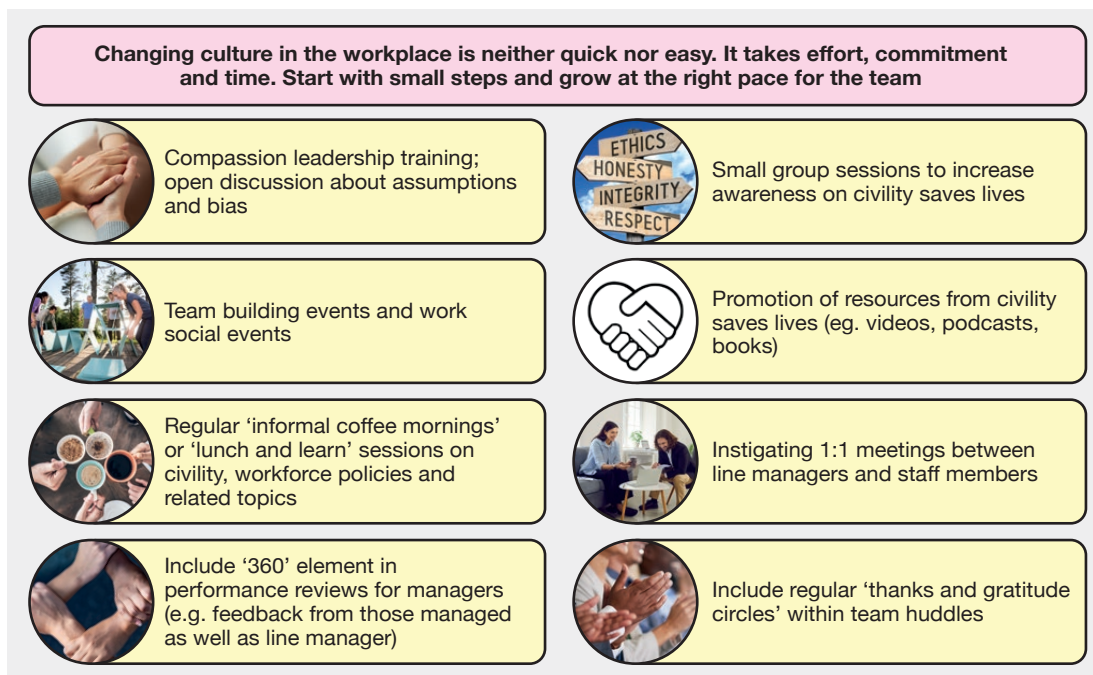 Changing culture in the workplace is neither quick nor easy. It takes effort, commitment
and time. Start with small steps and grow at the right pace for the team
Compassion leadership training;
open discussion about assumptions
and bias
ETHICS
HONESTY
INTEGRITY
RESPECT
Small group sessions to increase
awareness on civility saves lives
Team building events and work
social events
Promotion of resources from civility
saves lives (eg. videos, podcasts,
books)
Regular ‘informal coffee mornings’
or ‘lunch and learn’ sessions on
civility, workforce policies and
related topics
Instigating 1:1 meetings between
line managers and staff members
Include ‘360’ element in
performance reviews for managers
(e.g. feedback from those managed
as well as line manager)
Include regular ‘thanks and gratitude
circles’ within team huddles